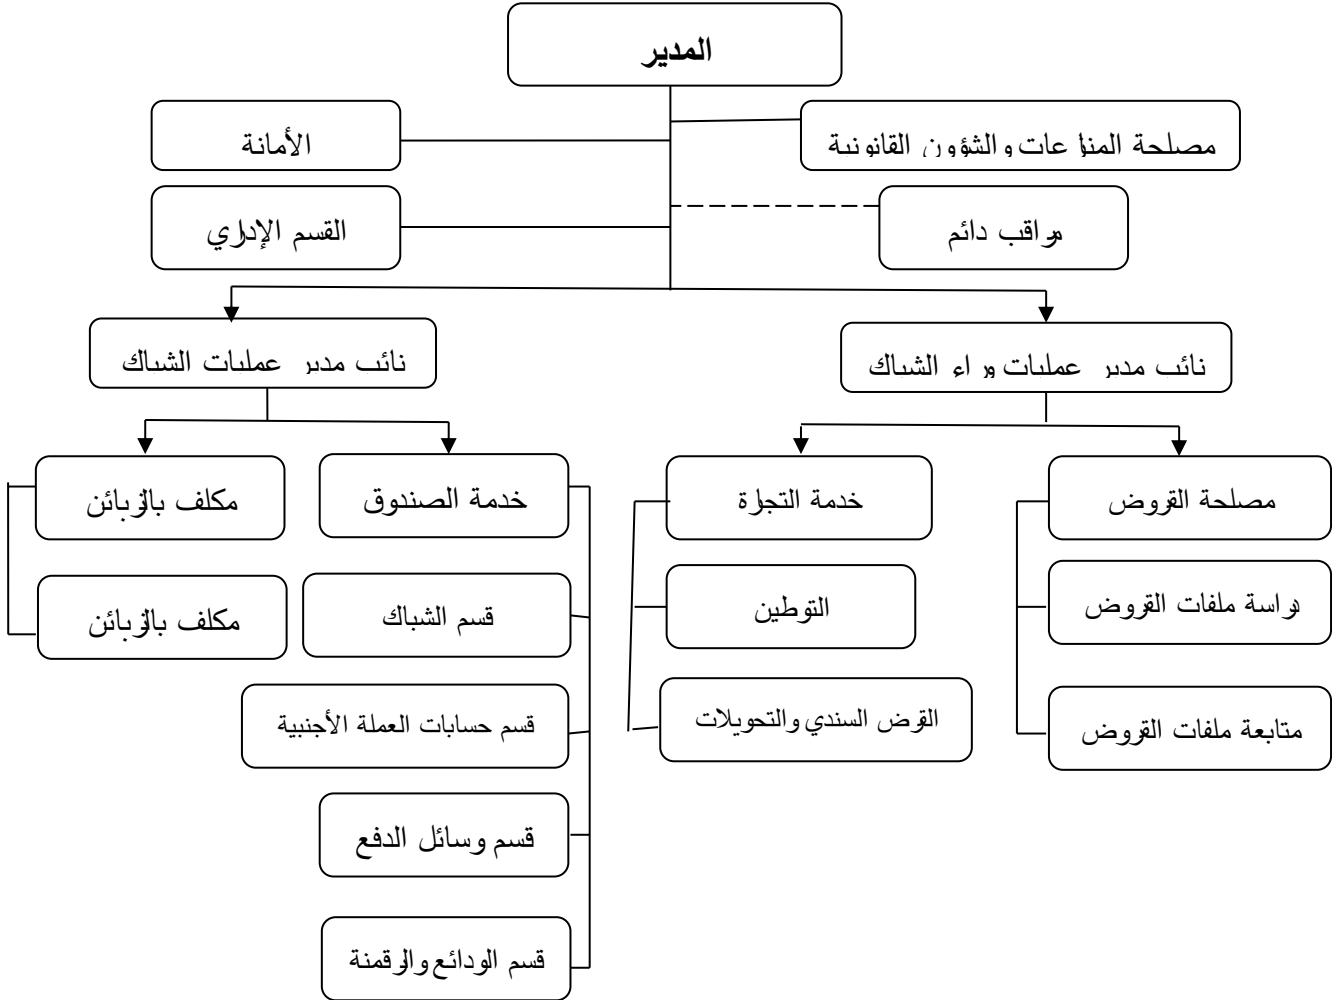 المدير
مصلحة المنازعات والشؤون القانونية
الأمانة
مراقب دائم
القسم الإداري
نائب مدير عمليات وراء الشباك
نائب مدير عمليات الشباك
مصلحة القروض
خدمة التجارة
خدمة الصندوق
مكلف بالزبائن
دراسة ملفات القروض
التوطين
قسم الشباك
مكلف بالزبائن
متابعة ملفات القروض
القرض السندي والتحويلات
قسم حسابات العملة الأجنبية
قسم وسائل الدفع
قسم الودائع والرقمنة